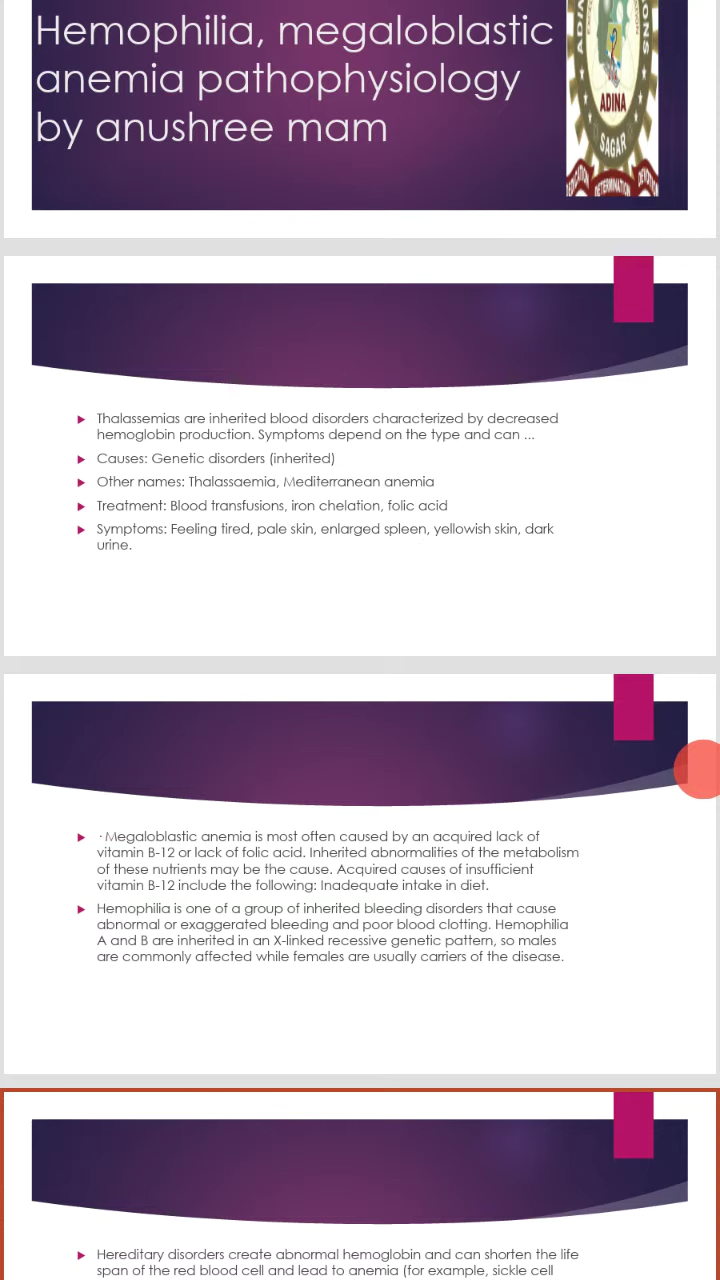 Hemophilia, megaloblastic
anemia pathophysiology
by anushree mam
ADINA
SAGAR
DETERMINATION
Thalassemias are inherited blood disorders characterized by decreased
hemoglobin production. Symptoms depend on the type and can ...
Causes: Genetic disorders (inherited)
Other names: Thalassaemia, Mediterranean anemia
Treatment: Blood transfusions, iron chelation, folic acid
Symptoms: Feeling tired, pale skin, enlarged spleen, yellowish skin, dark
urine.
· Megaloblastic anemia is most often caused by an acquired lack of
vitamin B-12 or lack of folic acid. Inherited abnormalities of the metabolism
of these nutrients may be the cause. Acquired causes of insufficient
vitamin B-12 include the following: Inadequate intake in diet.
Hemophilia is one of a group of inherited bleeding disorders that cause
abnormal or exaggerated bleeding and poor blood clotting. Hemophilia
A and B are inherited in an X-linked recessive genetic pattern, so males
are commonly affected while females are usually carriers of the disease.
Hereditary disorders create abnormal hemoglobin and can shorten the life
span of the red blood cell and lead to anemia (for example, sickle cell